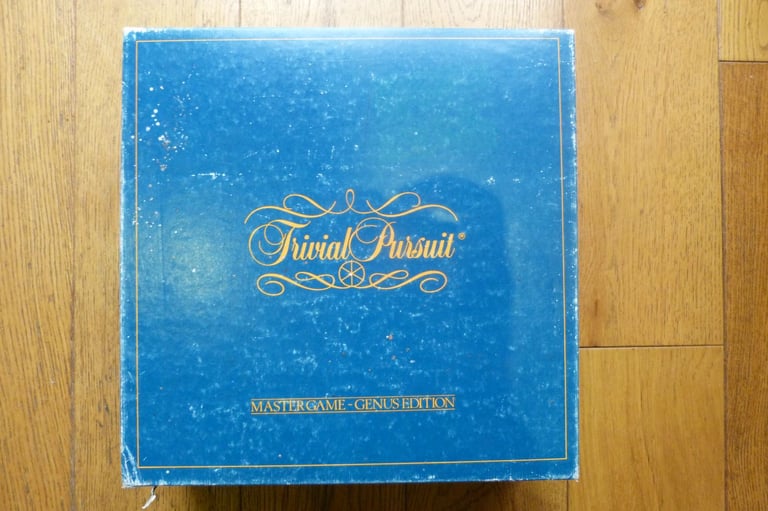 Trivial Pursuit®
MASTER GAME - GENUS EDITION